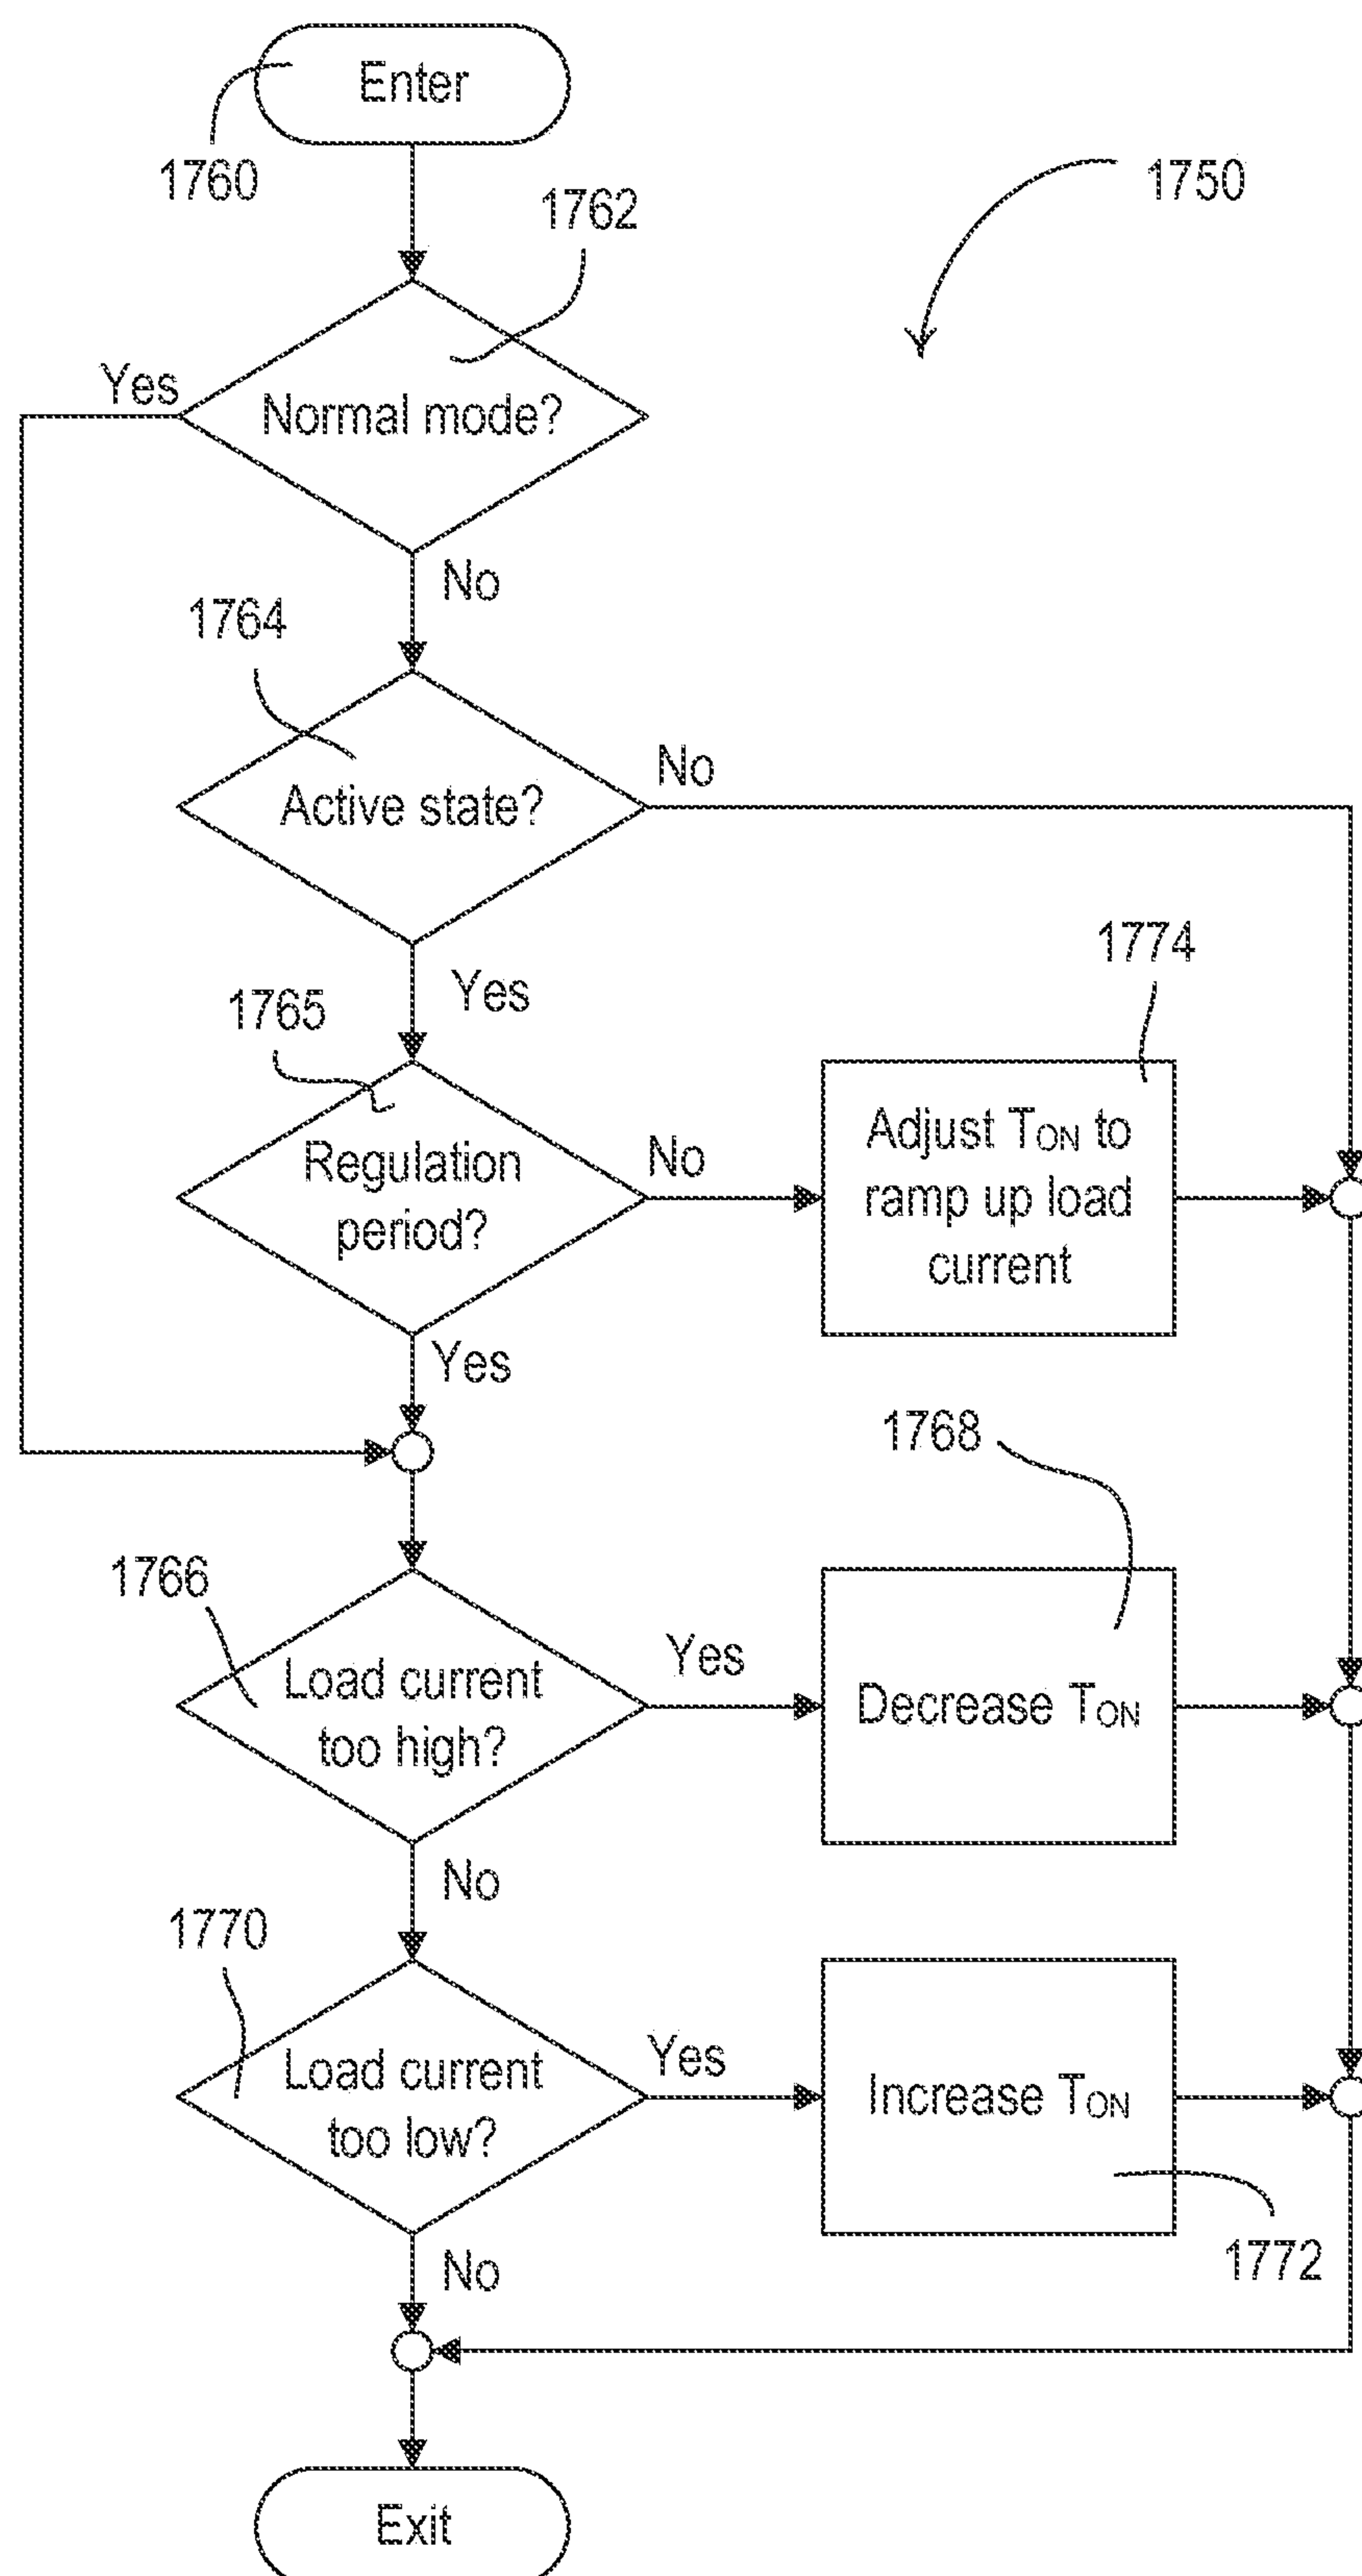 Enter
1760
1762
1750
Yes
Normal mode?
No
1764
No
Active state?
1774
Yes
1765
Regulation
period?
No
Adjust TON to
ramp up load
current
Yes
1768
1766
Load current
too high?
Yes
Decrease TON
No
1770
Load current
too low?
Yes
Increase TON
1772
No
Exit